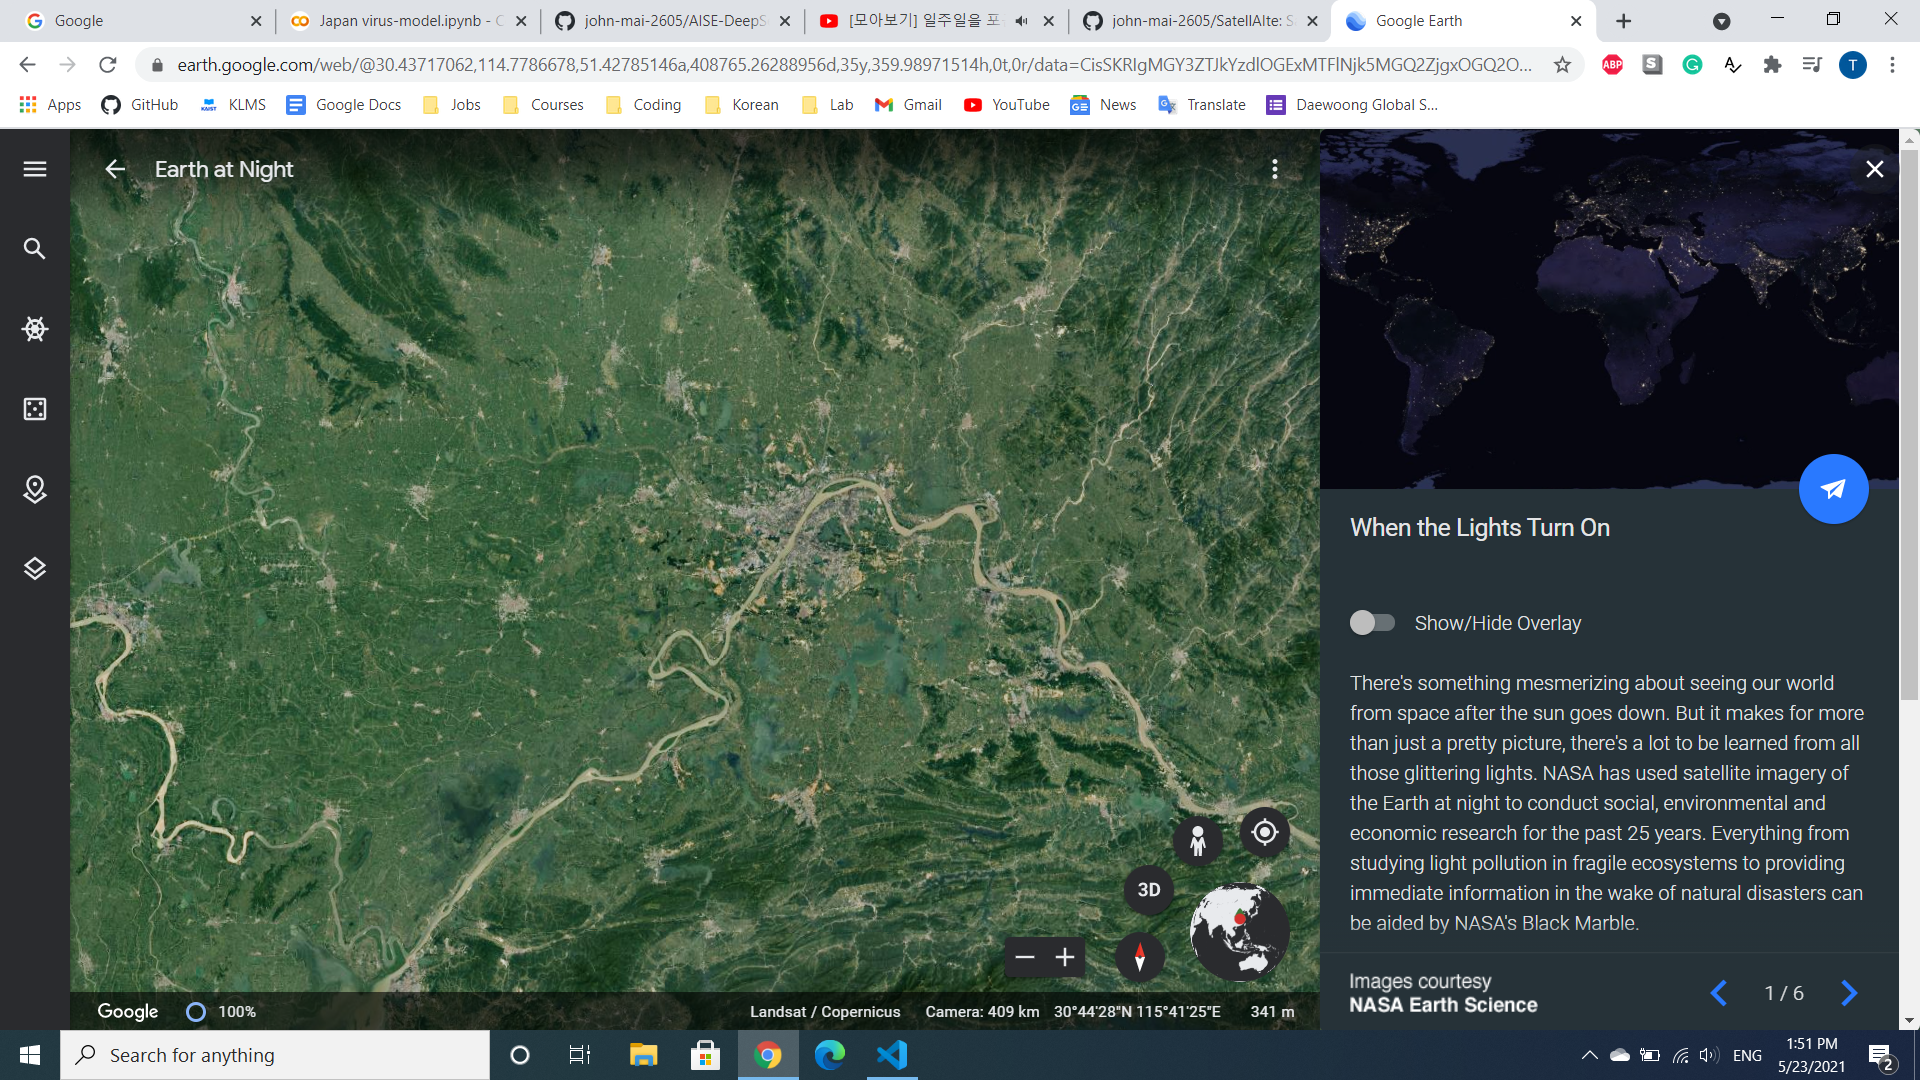 Google
Japan virus-model.ipynb - C
john-mai-2605/AISE-DeepS
[모아보기] 일주일을 포
john-mai-2605/SatellAIte: S
Google Earth
earth.google.com/web/@30.43717062,114.7786678,51.42785146a,408765.26288956d,35y,359.98971514h,0t,0r/data=CisSKRIgMGY3ZTJkYzdlOGExMTFlNjk5MGQ2ZjgxOGQ2O...
ABP
S
T
Apps
GitHub
KLMS
Google Docs
Jobs
Courses
Coding
Korean
Lab
Gmail
YouTube
News
Translate
Daewoong Global S...
Earth at Night
When the Lights Turn On
Show/Hide Overlay
There's something mesmerizing about seeing our world
from space after the sun goes down. But it makes for more
than just a pretty picture, there's a lot to be learned from all
those glittering lights. NASA has used satellite imagery of
the Earth at night to conduct social, environmental and
economic research for the past 25 years. Everything from
studying light pollution in fragile ecosystems to providing
immediate information in the wake of natural disasters can
be aided by NASA's Black Marble.
3D
Images courtesy
NASA Earth Science
1 / 6
Google
100%
Landsat / Copernicus
Camera: 409 km
30°44'28"N 115°41'25"E
341 m
Search for anything
ENG
1:51 PM
5/23/2021
2